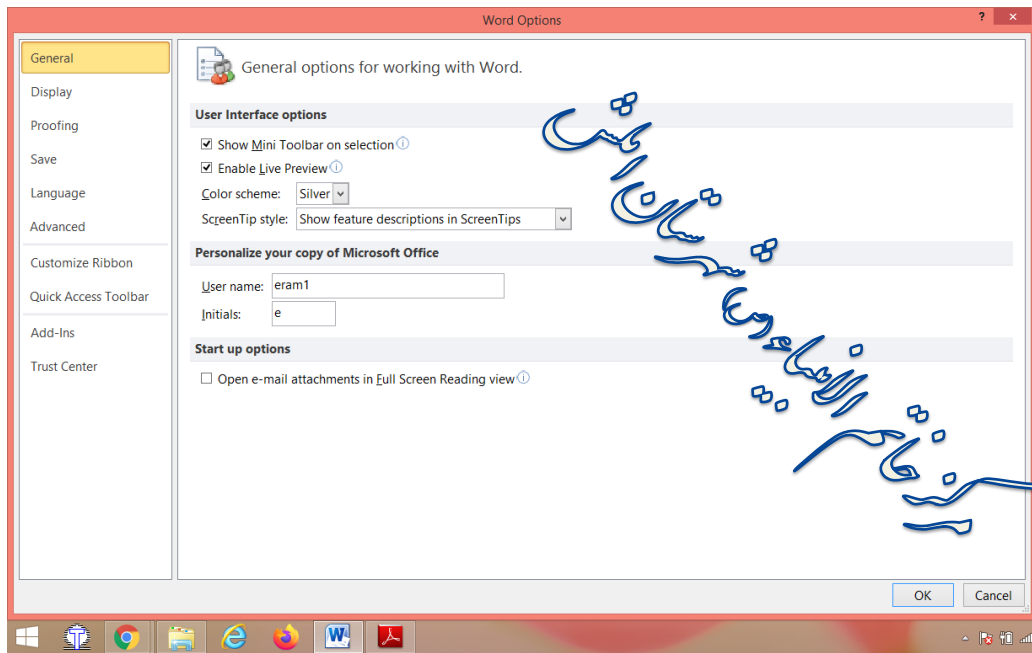 Word Options
General
Display
Proofing
Save
Language
Advanced
Customize Ribbon
Quick Access Toolbar
Add-Ins
Trust Center
General options for working with Word.
User Interface options
Show Mini Toolbar on selection
Enable Live Preview
Color scheme: Silver
ScreenTip style: Show feature descriptions in ScreenTips
Personalize your copy of Microsoft Office
User name: eram1
Initials: e
Start up options
Open e-mail attachments in Full Screen Reading view
OK Cancel